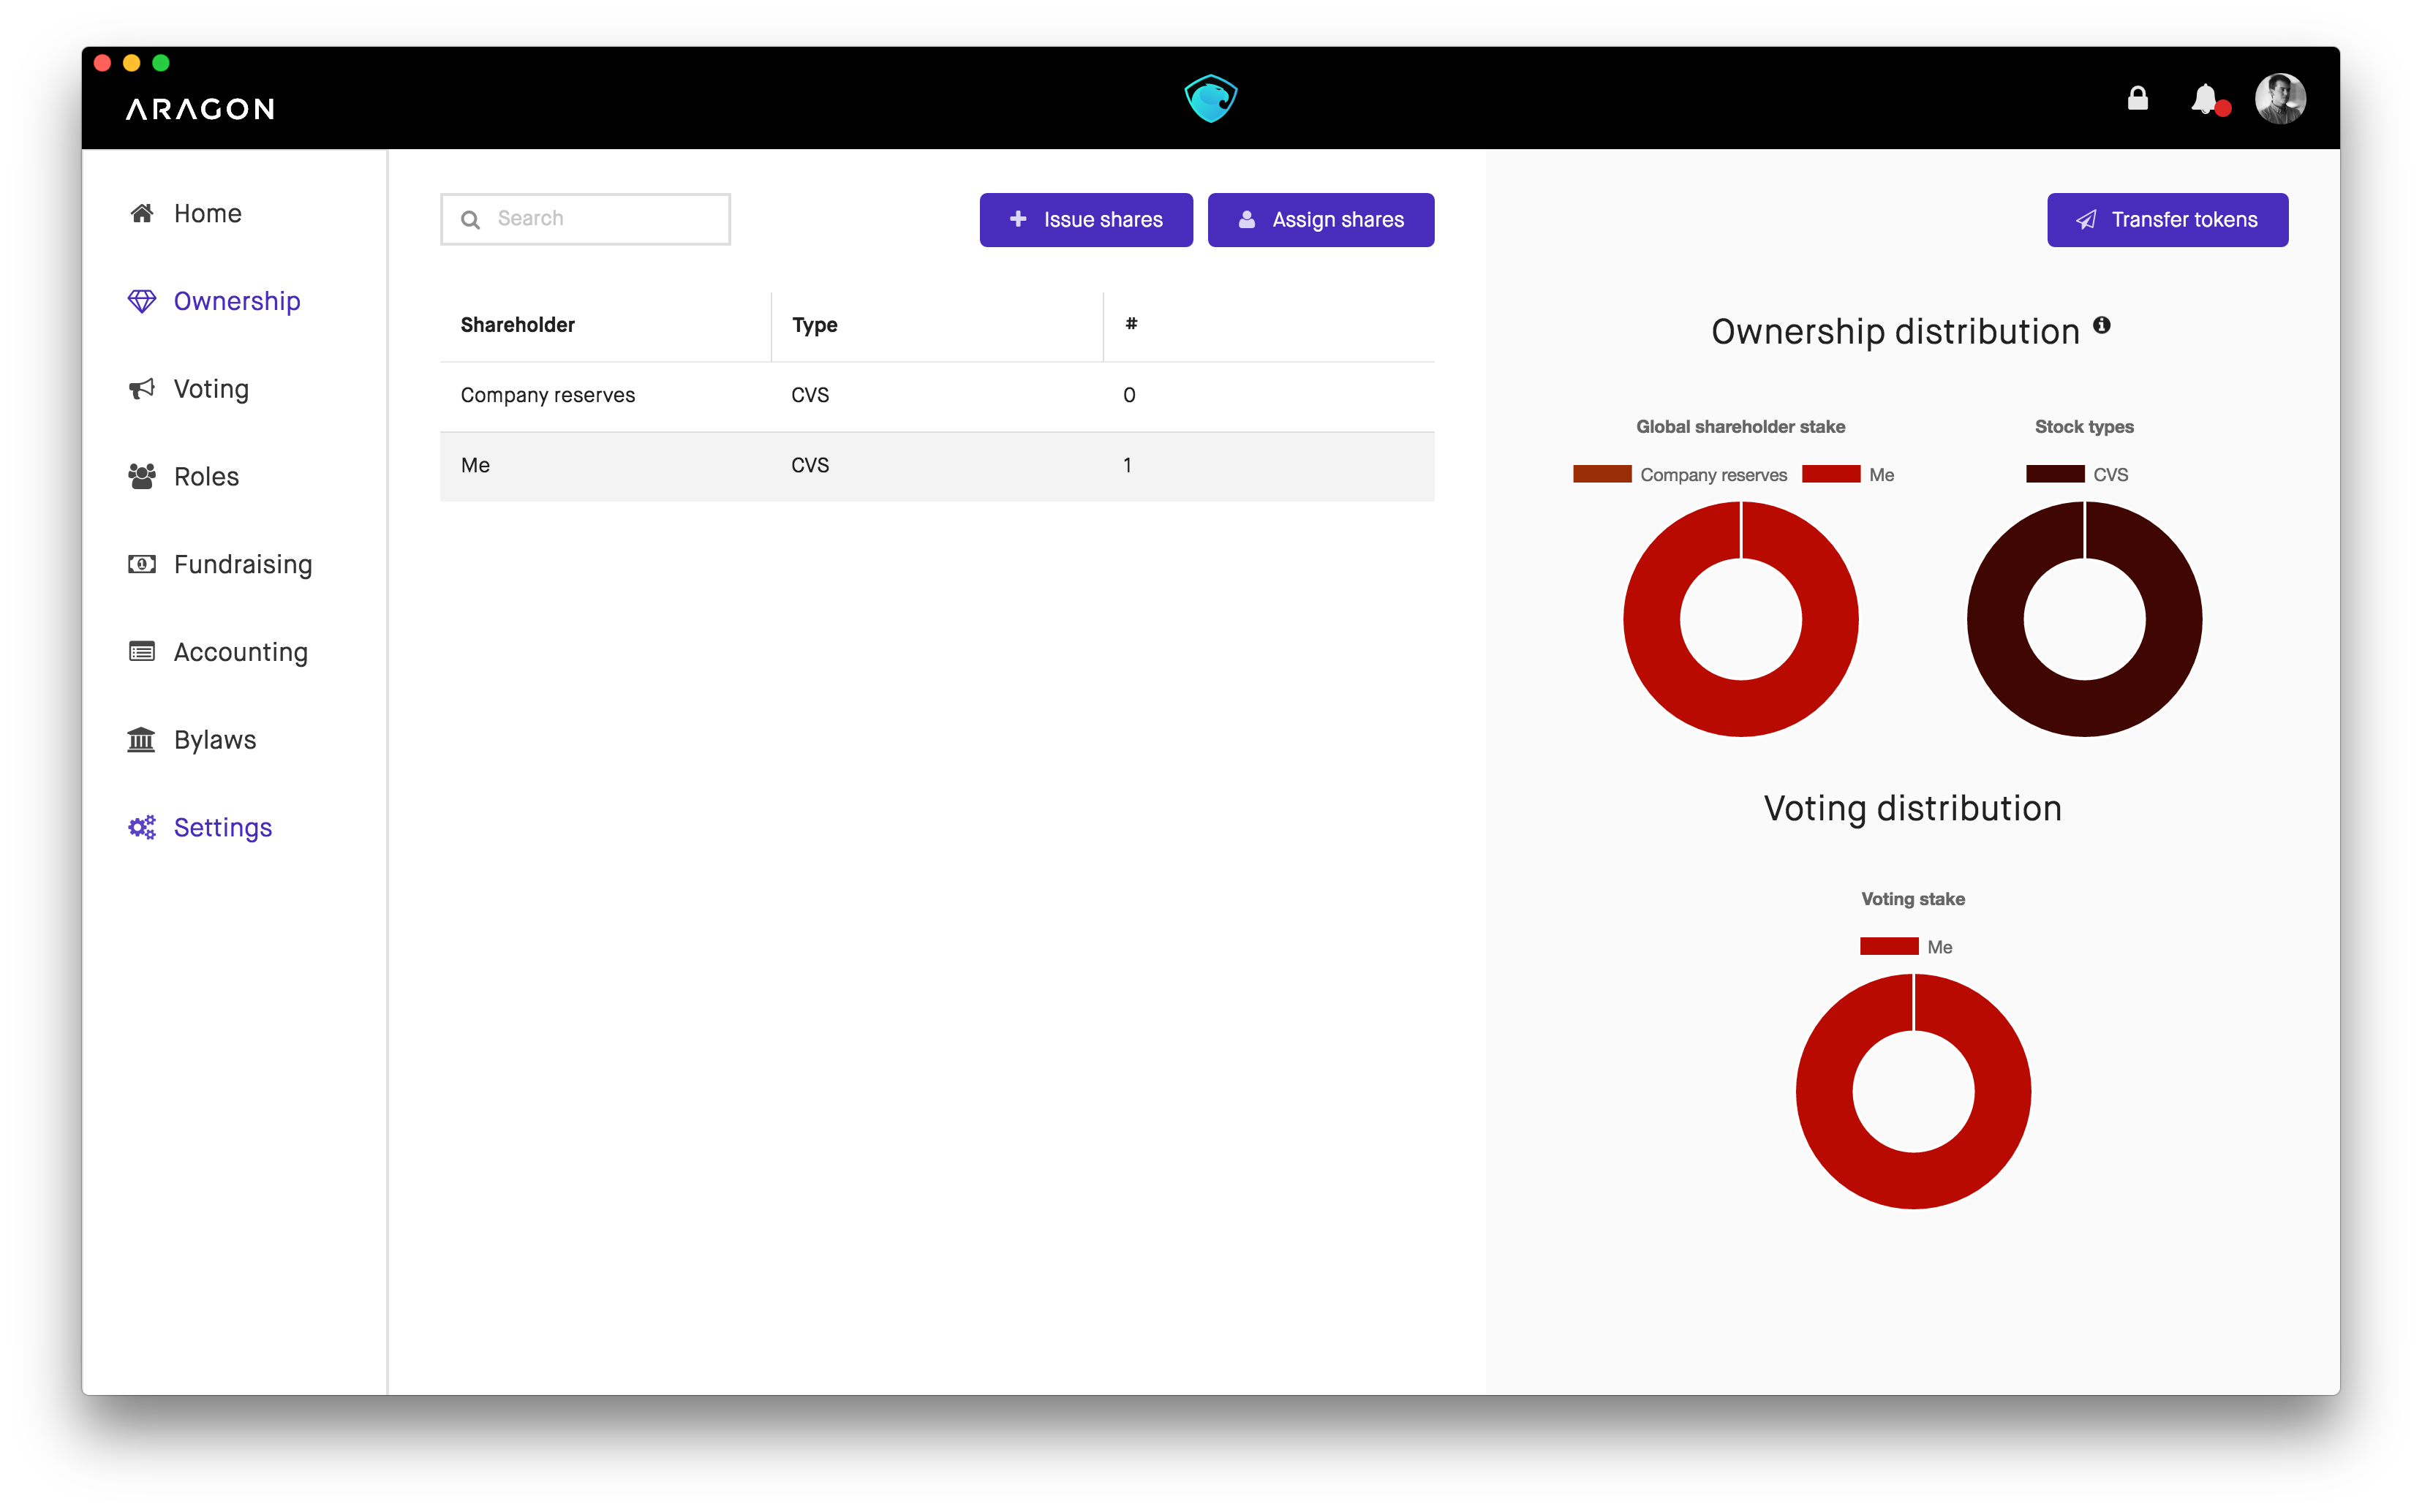 ARAGON
Home
Ownership
Voting
Roles
Fundraising
Accounting
Bylaws
Settings
Search
Issue shares
Assign shares
Transfer tokens
Shareholder Type #
Company reserves CVS 0
Me CVS 1
Ownership distribution
Global shareholder stake
Company reserves Me
Stock types
CVS
Voting distribution
Voting stake
Me